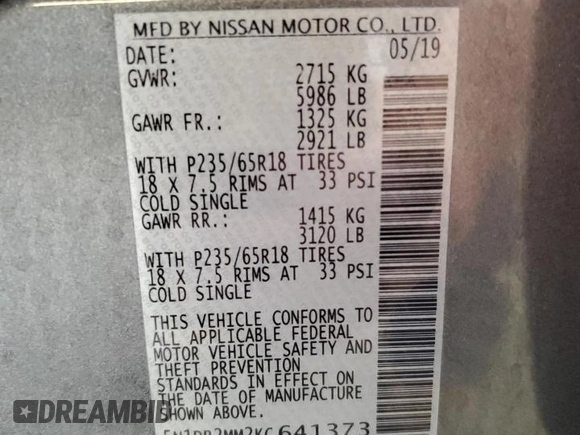 MFD BY NISSAN MOTOR CO., LTD.
DATE: 05/19
GVWR: 2715 KG
5986 LB
GAWR FR.: 1325 KG
2921 LB
WITH P235/65R18 TIRES
18 X 7.5 RIMS AT 33 PSI
COLD SINGLE
GAWR RR.: 1415 KG
3120 LB
WITH P235/65R18 TIRES
18 X 7.5 RIMS AT 33 PSI
COLD SINGLE
THIS VEHICLE CONFORMS TO
ALL APPLICABLE FEDERAL
MOTOR VEHICLE SAFETY AND
THEFT PREVENTION
STANDARDS IN EFFECT ON
THE DATE OF MANUFACTURE
SHOWN ABOVE.
641373
DREAMBID